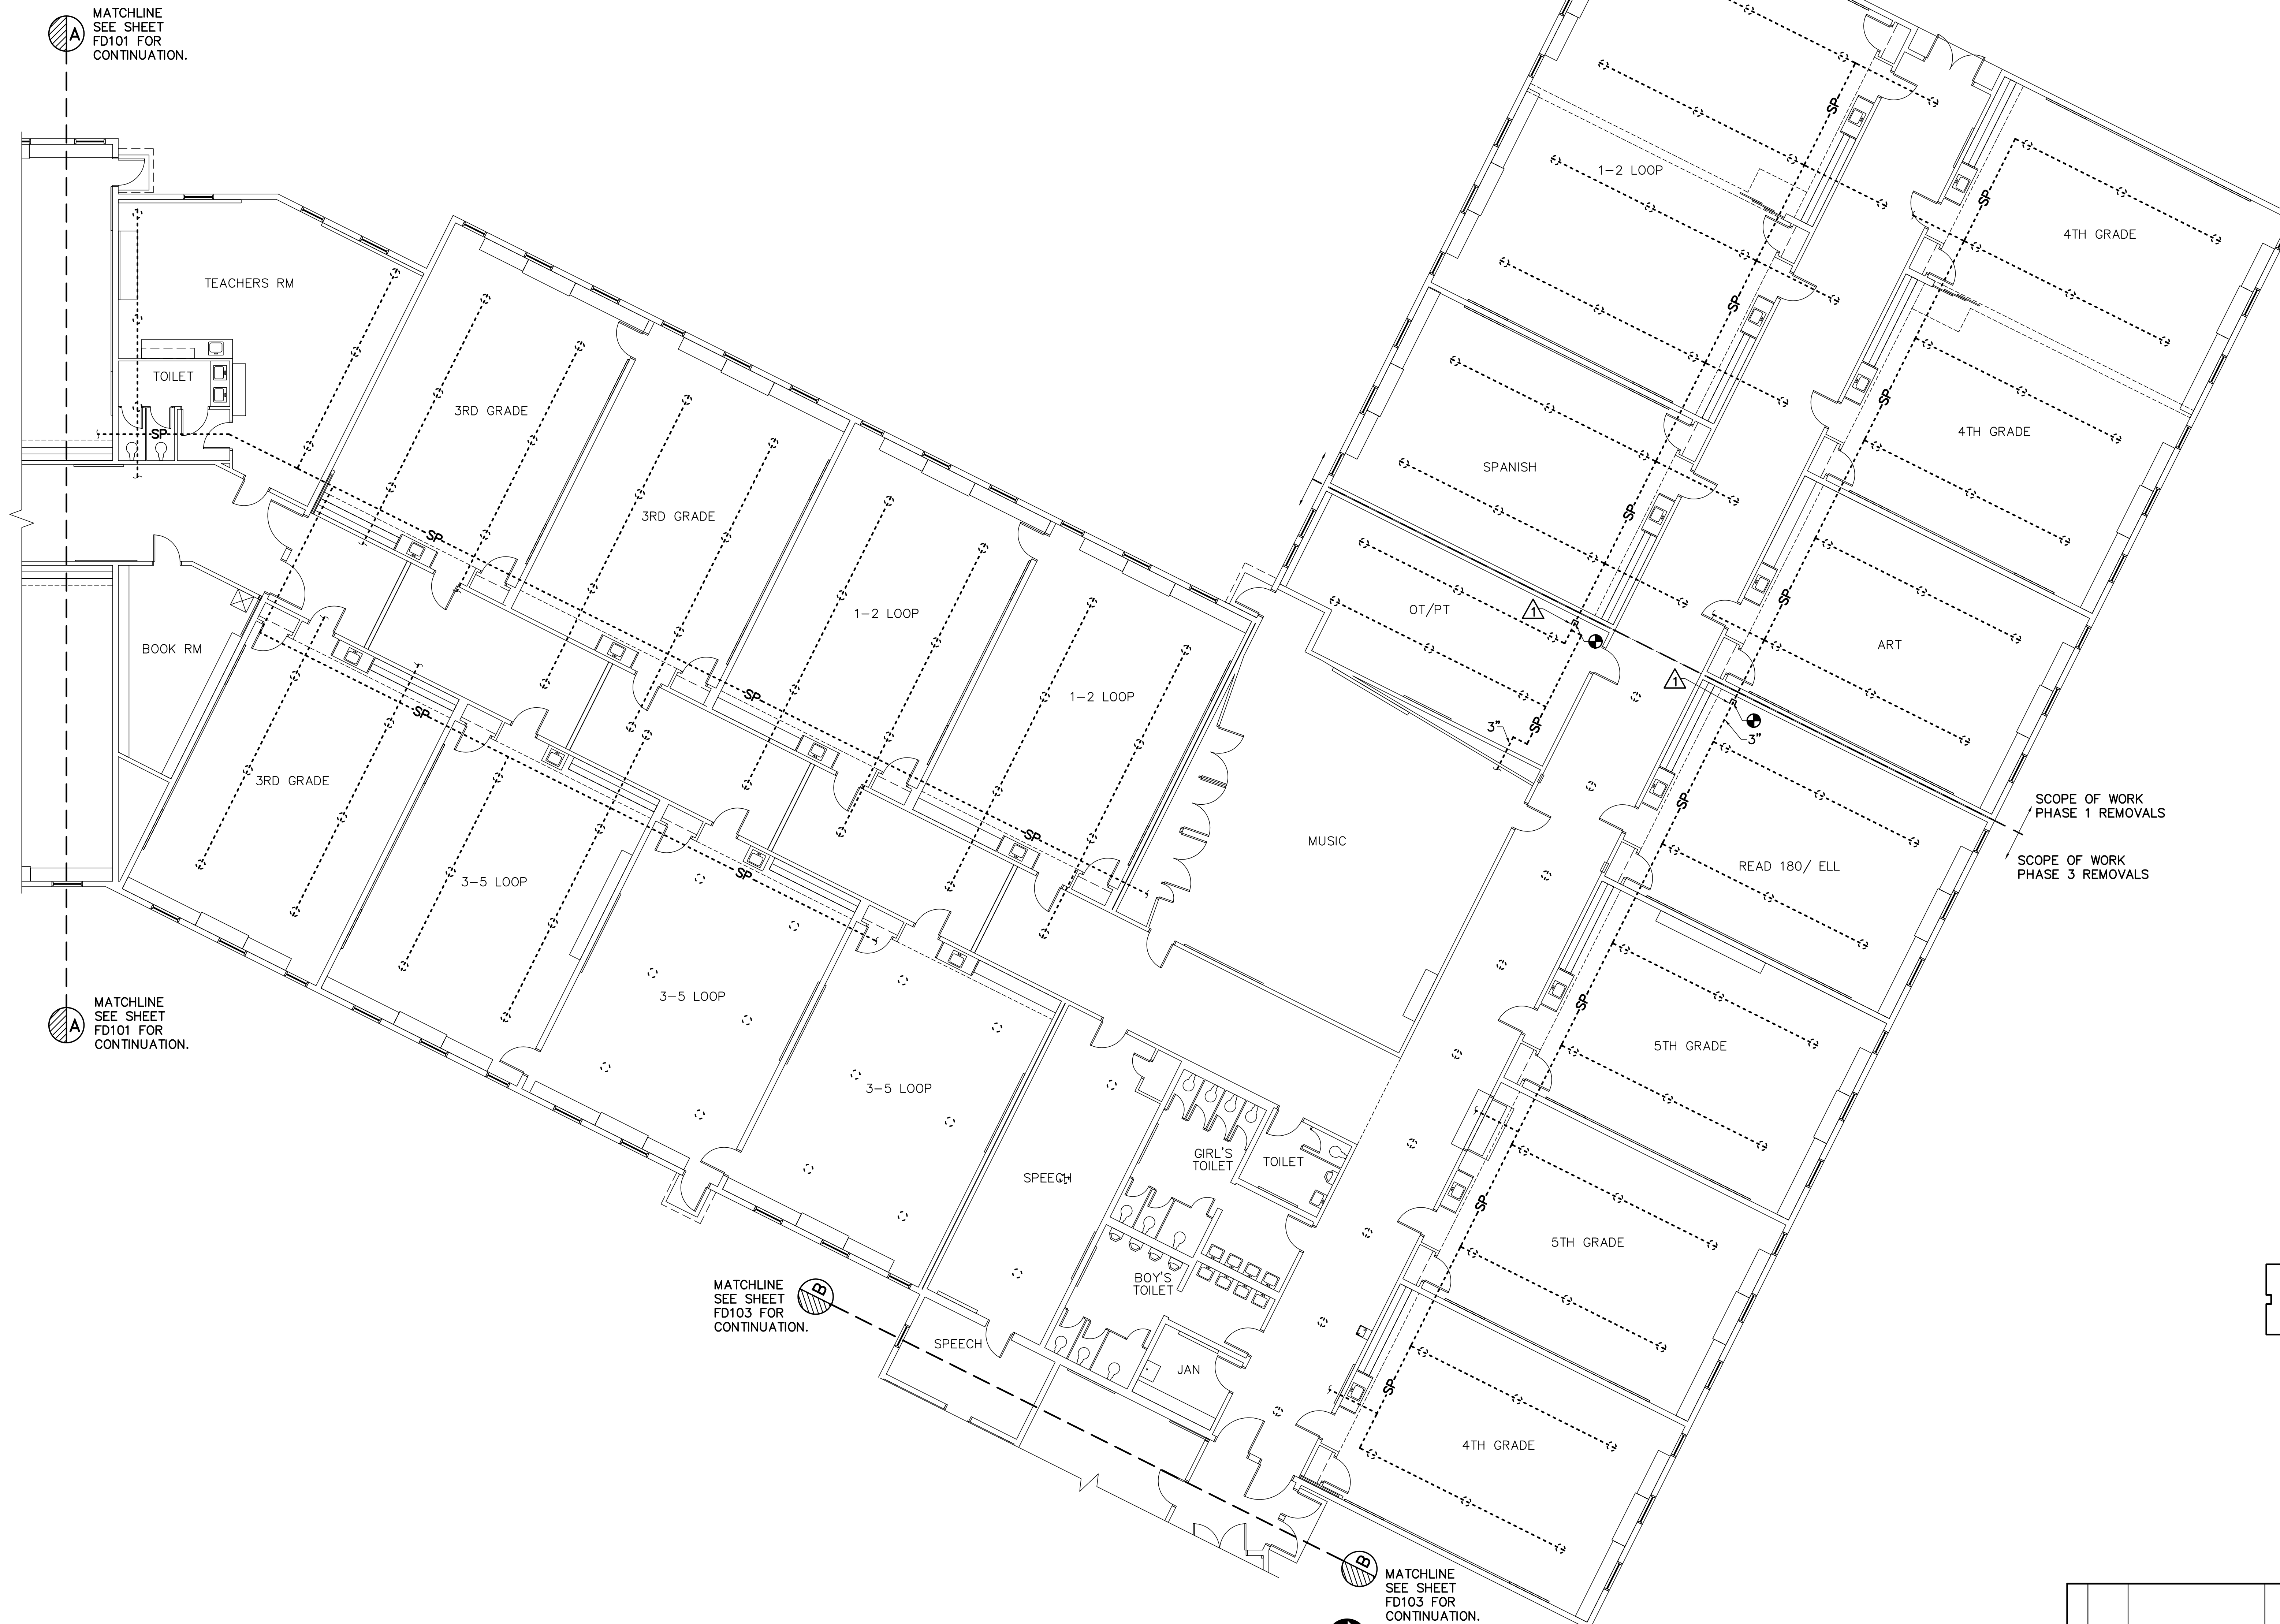 A
MATCHLINE
SEE SHEET
FD101 FOR
CONTINUATION.
SP
1-2 LOOP
SP
4TH GRADE
TEACHERS RM
SP
TOILET
SP
3RD GRADE
SP
4TH GRADE
SPANISH
3RD GRADE
SP
SP
SP
1-2 LOOP
OT/PT
1
BOOK RM
ART
1-2 LOOP
SP
1
SP
SP
3"
3"
SP
3RD GRADE
SP
SCOPE OF WORK
PHASE 1 REMOVALS
SP
MUSIC
SCOPE OF WORK
PHASE 3 REMOVALS
READ 180/ ELL
SP
3-5 LOOP
3-5 LOOP
SP
A
MATCHLINE
SEE SHEET
FD101 FOR
CONTINUATION.
5TH GRADE
3-5 LOOP
GIRL'S
TOILET
TOILET
SPEECH
SP
5TH GRADE
BOY'S
TOILET
MATCHLINE
SEE SHEET
FD103 FOR
CONTINUATION.
B
SPEECH
JAN
SP
4TH GRADE
B
MATCHLINE
SEE SHEET
FD103 FOR
CONTINUATION.